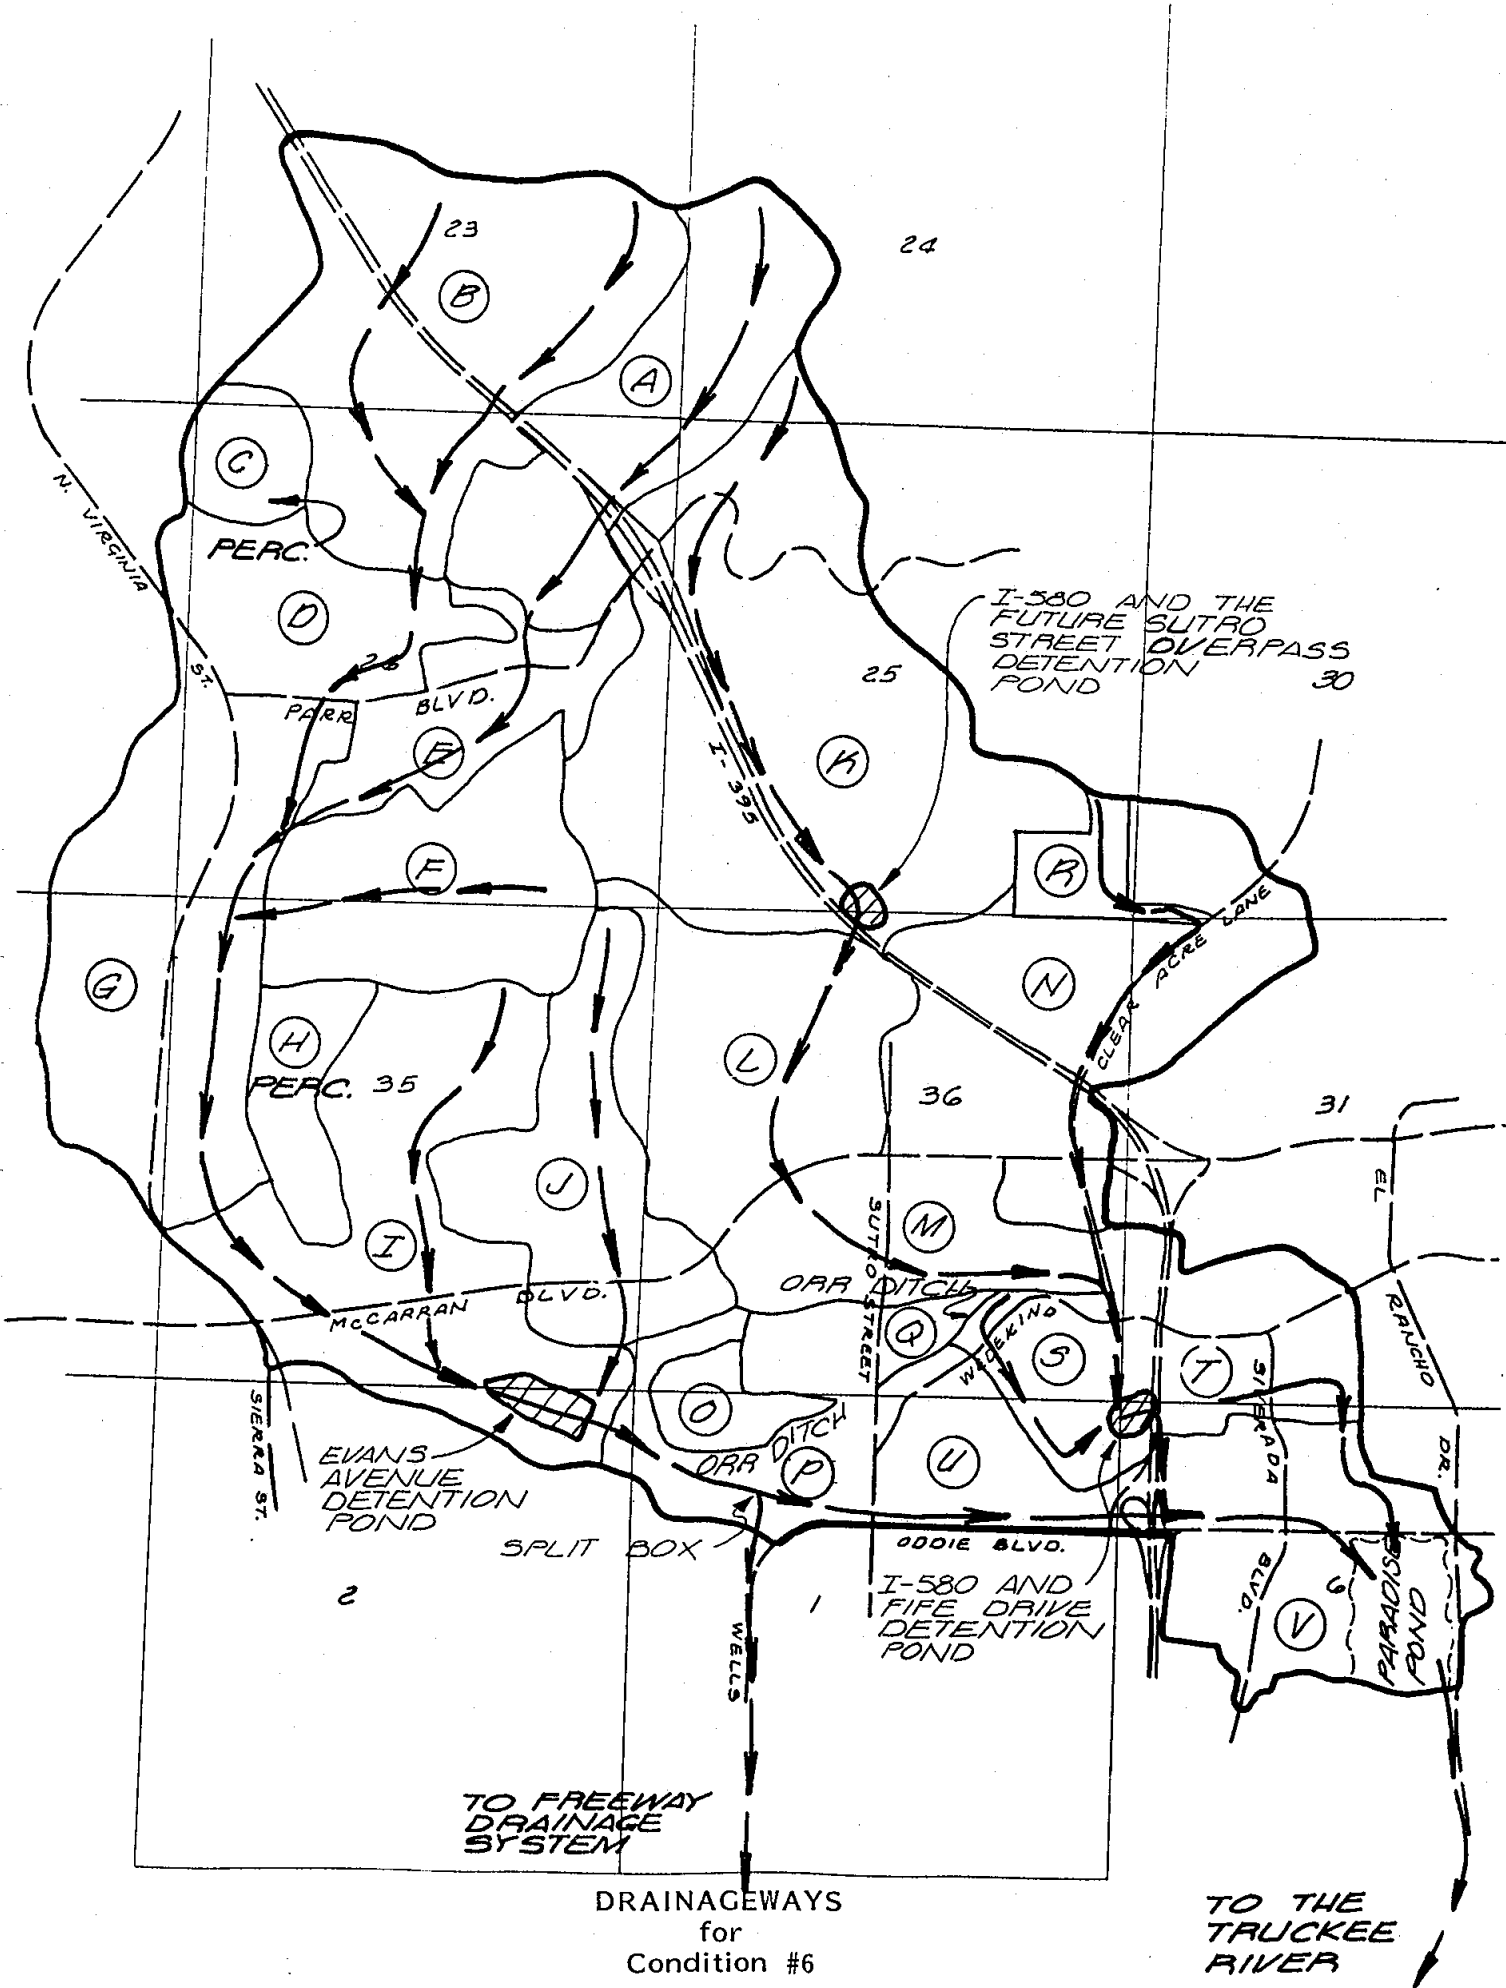 23
24
B
A
C
N. VIRGINIA
ST.
PERC.
D
26
I-580 AND THE
FUTURE SUTRO
STREET OVERPASS
DETENTION
POND
25
30
PARR
BLVD.
E
I-395
K
F
R
CLEAR ACRE LANE
G
N
H
PERC.
35
L
36
31
EL
RANCHO
DR.
J
I
M
SUTRO STREET
ORR DITCH
McCARRAN
BLVD.
Q
WEDEKIND
S
T
SILVERADA
BLVD.
SIERRA ST.
O
ORR DITCH
P
U
EVANS
AVENUE
DETENTION
POND
SPLIT BOX
ODDIE BLVD.
2
1
I-580 AND
FIFE DRIVE
DETENTION
POND
6
V
PARADISE
POND
WELLS
TO FREEWAY
DRAINAGE
SYSTEM
DRAINAGEWAYS
for
Condition #6
TO THE
TRUCKEE
RIVER